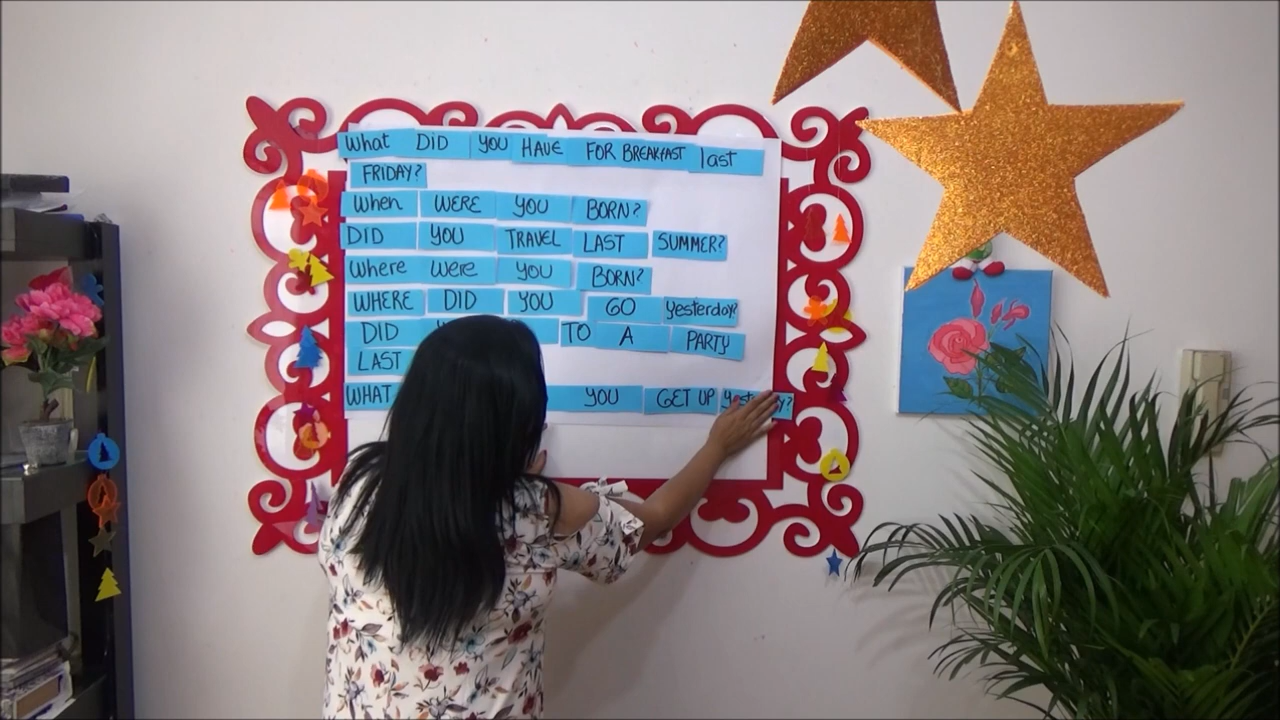 What DID YOU HAVE FOR BREAKFAST last
FRIDAY?
When WERE YOU BORN?
DID YOU TRAVEL LAST SUMMER?
Where were YOU BORN?
WHERE DID YOU GO yesterday?
DID TO A PARTY
LAST
WHAT YOU GET UP